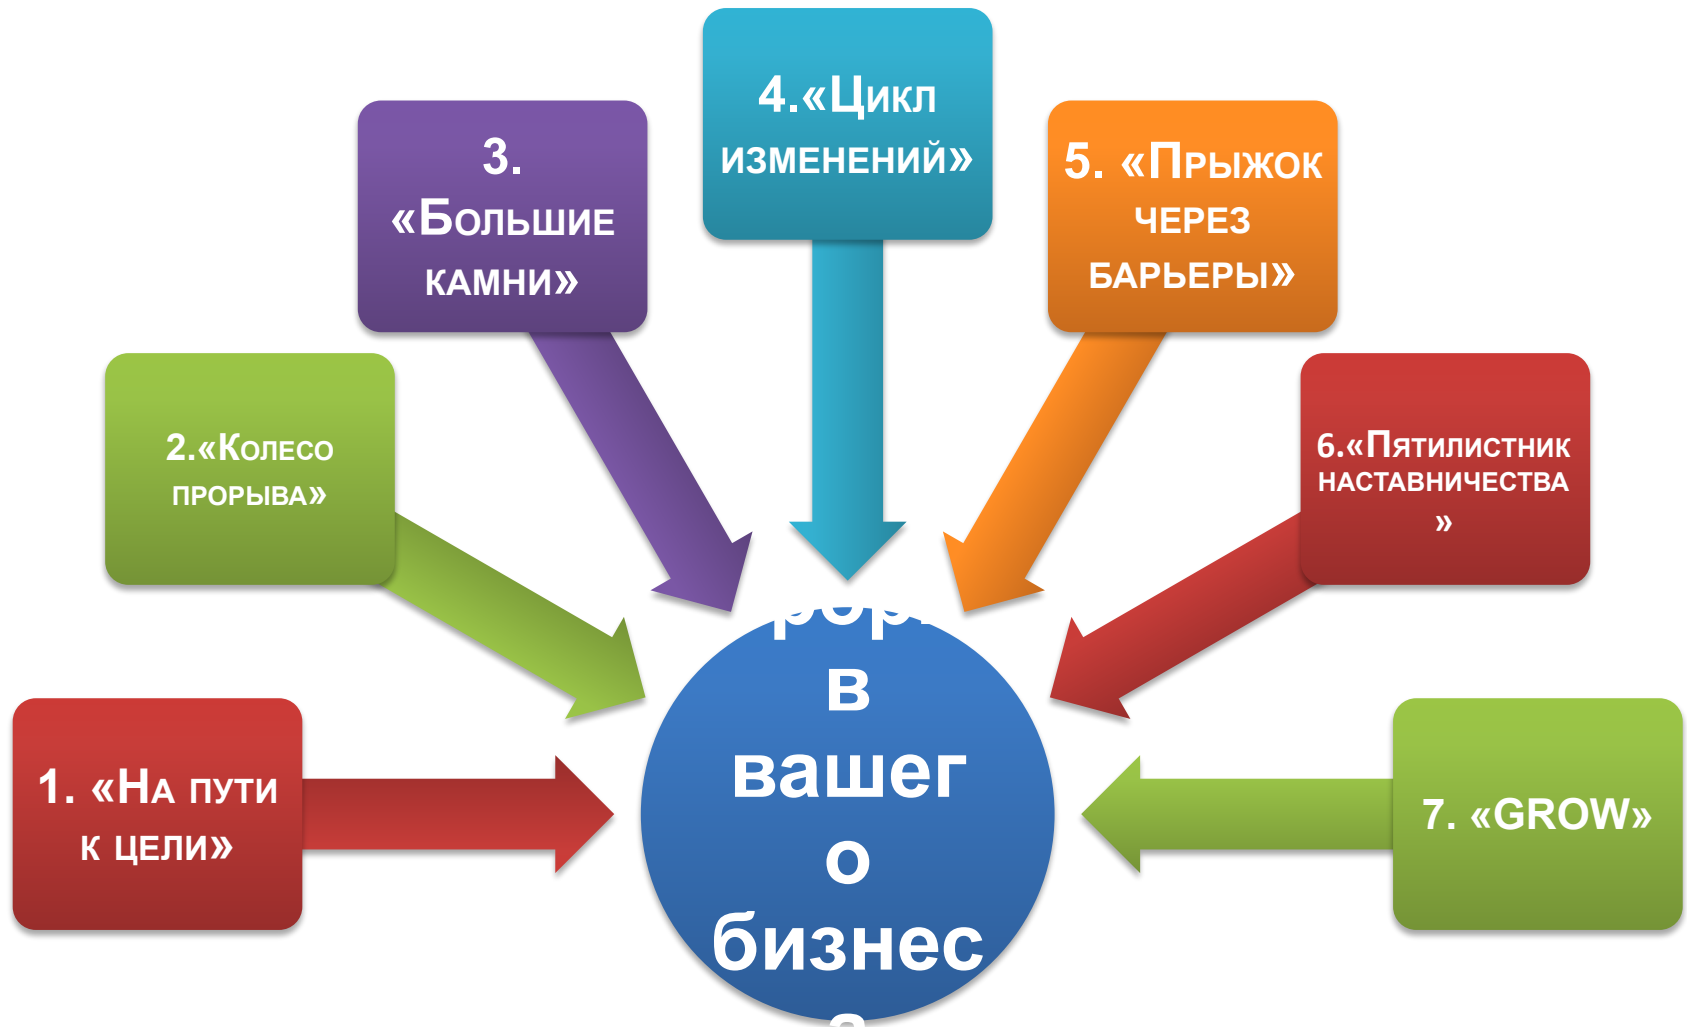 4.«Цикл
изменений»
3.
«Большие
камни»
5. «Прыжок
через
барьеры»
2.«Колесо
прорыва»
6.«Пятилистник
наставничества
»
1. «На пути
к цели»
7. «GROW»
в
вашег
о
бизнес
а